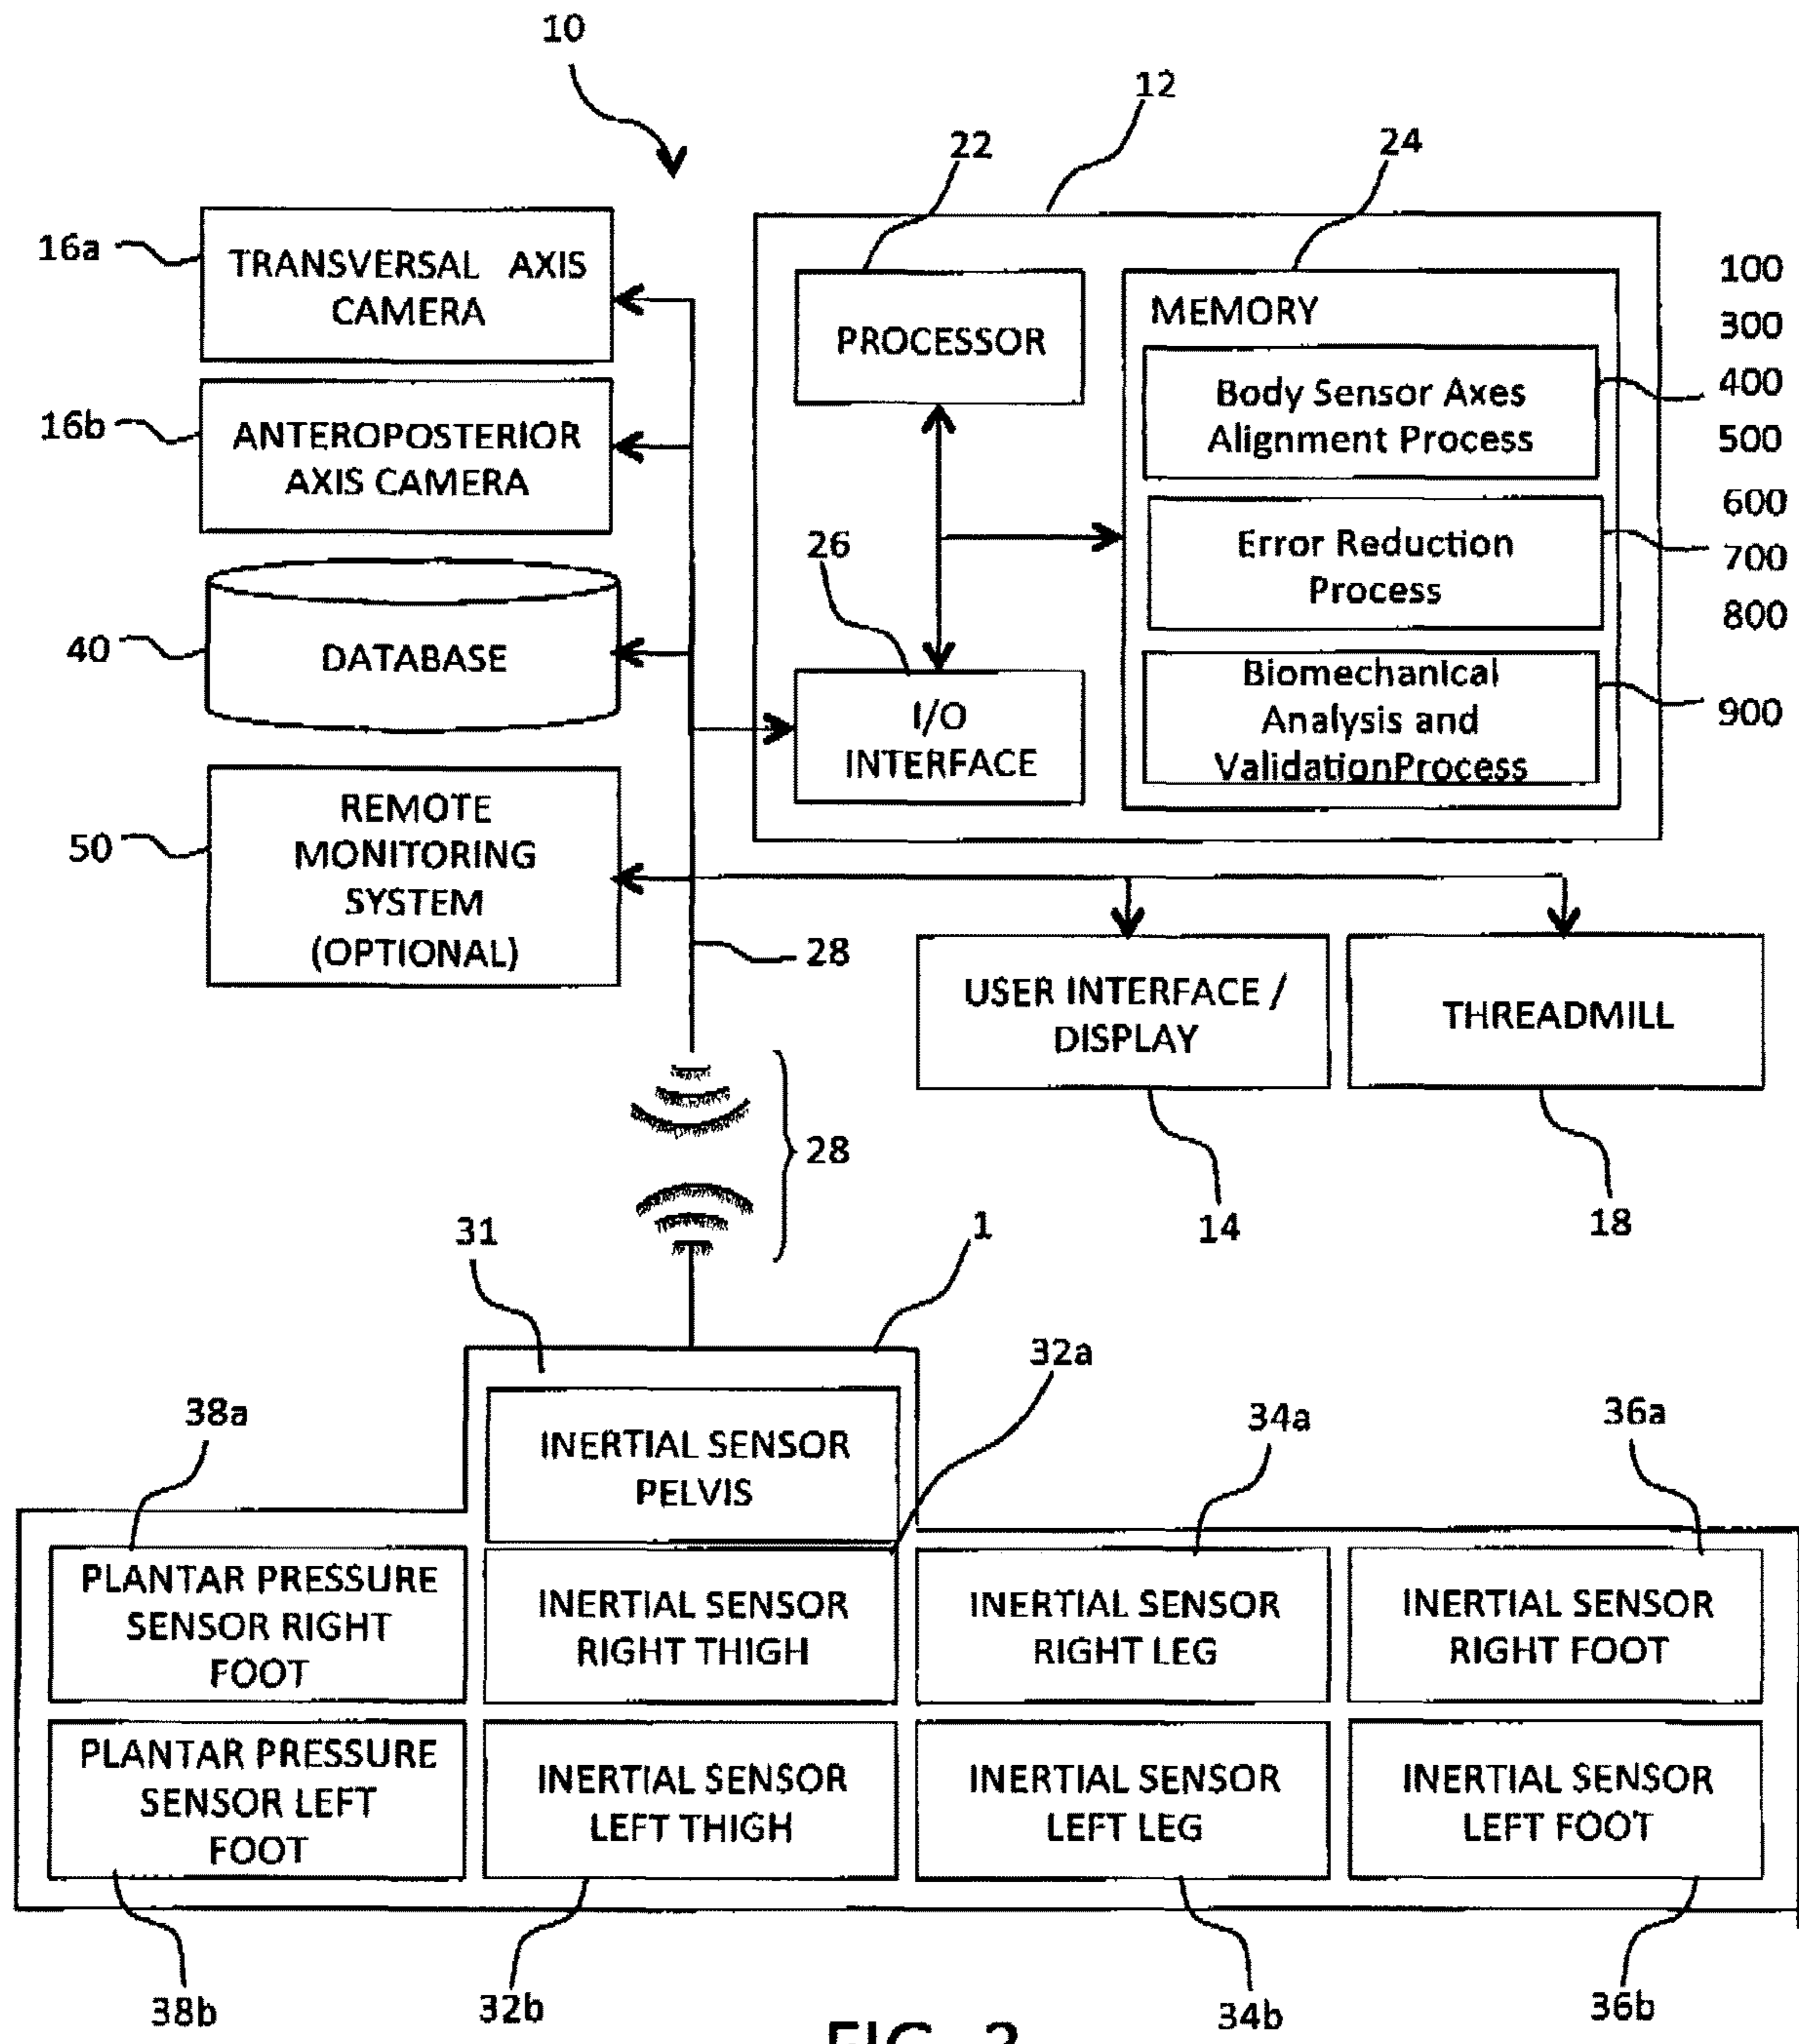 10
12
22
24
16a
TRANSVERSAL AXIS
CAMERA
PROCESSOR
MEMORY
100
300
400
500
600
700
800
900
Body Sensor Axes
Alignment Process
16b
ANTEROPOSTERIOR
AXIS CAMERA
Error Reduction
Process
26
40
DATABASE
I/O
INTERFACE
Biomechanical
Analysis and
ValidationProcess
50
REMOTE
MONITORING
SYSTEM
(OPTIONAL)
28
USER INTERFACE /
DISPLAY
THREADMILL
28
14
18
31
1
32a
38a
34a
36a
INERTIAL SENSOR
PELVIS
PLANTAR PRESSURE
SENSOR RIGHT
FOOT
INERTIAL SENSOR
RIGHT THIGH
INERTIAL SENSOR
RIGHT LEG
INERTIAL SENSOR
RIGHT FOOT
PLANTAR PRESSURE
SENSOR LEFT
FOOT
INERTIAL SENSOR
LEFT THIGH
INERTIAL SENSOR
LEFT LEG
INERTIAL SENSOR
LEFT FOOT
38b
32b
34b
36b
FIG. 2